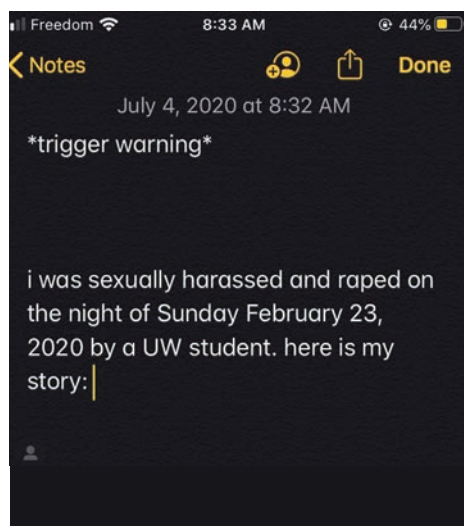 Freedom 8:33 AM 44%
Notes Done
July 4, 2020 at 8:32 AM
*trigger warning*
i was sexually harassed and raped on
the night of Sunday February 23,
2020 by a UW student. here is my
story: